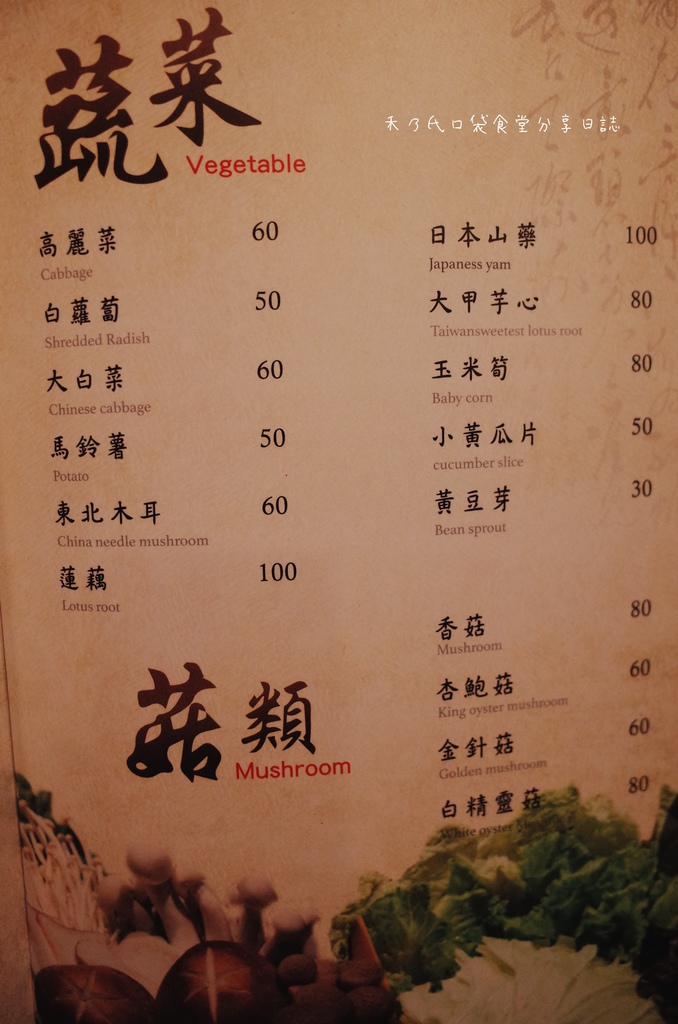 蔬菜
Vegetable
禾乃氏口袋食堂分享日誌
高麗菜 60
Cabbage
白蘿蔔 50
Shredded Radish
大白菜 60
Chinese cabbage
馬鈴薯 50
Potato
東北木耳 60
China needle mushroom
蓮藕 100
Lotus root
日本山藥 100
Japaness yam
大甲芋心 80
Taiwansweetest lotus root
玉米筍 80
Baby corn
小黃瓜片 50
cucumber slice
黃豆芽 30
Bean sprout
菇類
Mushroom
香菇 80
Mushroom
杏鮑菇 60
King oyster mushroom
金針菇 60
Golden mushroom
白精靈菇 80
White oyster Mushroom